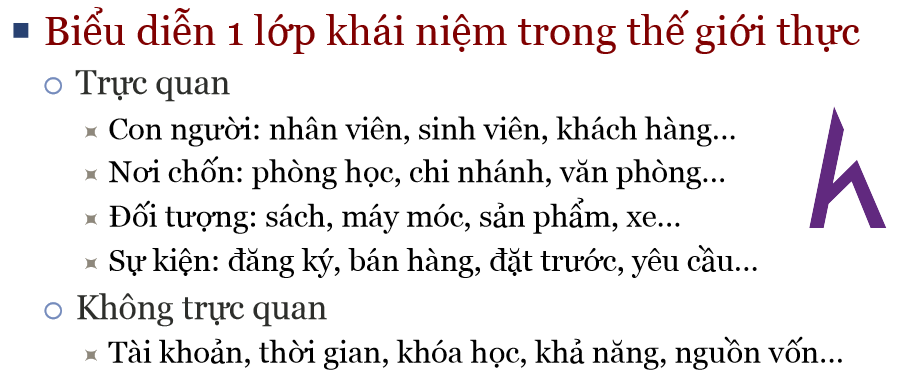 Biểu diễn 1 lớp khái niệm trong thế giới thực
Trực quan
Con người: nhân viên, sinh viên, khách hàng...
Nơi chốn: phòng học, chi nhánh, văn phòng...
Đối tượng: sách, máy móc, sản phẩm, xe...
Sự kiện: đăng ký, bán hàng, đặt trước, yêu cầu...
Không trực quan
Tài khoản, thời gian, khóa học, khả năng, nguồn vốn...